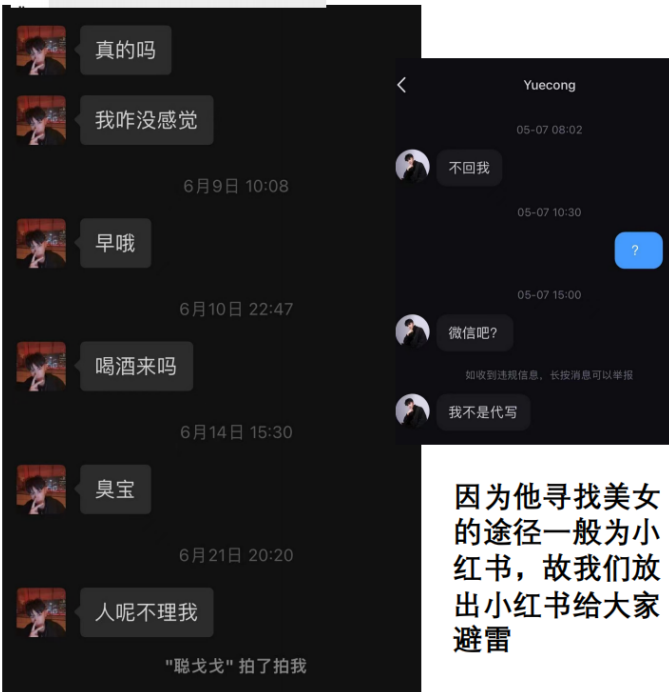 真的吗
我咋没感觉
6月9日 10:08
早哦
6月10日 22:47
喝酒来吗
6月14日 15:30
臭宝
6月21日 20:20
人呢不理我
"聪戈戈" 拍了拍我
Yuecong
05-07 08:02
不回我
05-07 10:30
?
05-07 15:00
微信吧?
如收到违规信息，长按消息可以举报
我不是代写
因为他寻找美女
的途径一般为小
红书，故我们放
出小红书给大家
避雷